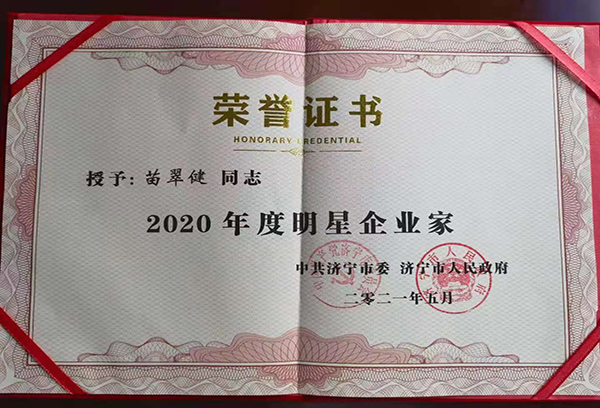 荣誉证书
HONORARY CREDENTIAL
授予：苗翠健 同志
2020年度明星企业家
中共济宁市委 济宁市人民政府
二零二一年五月